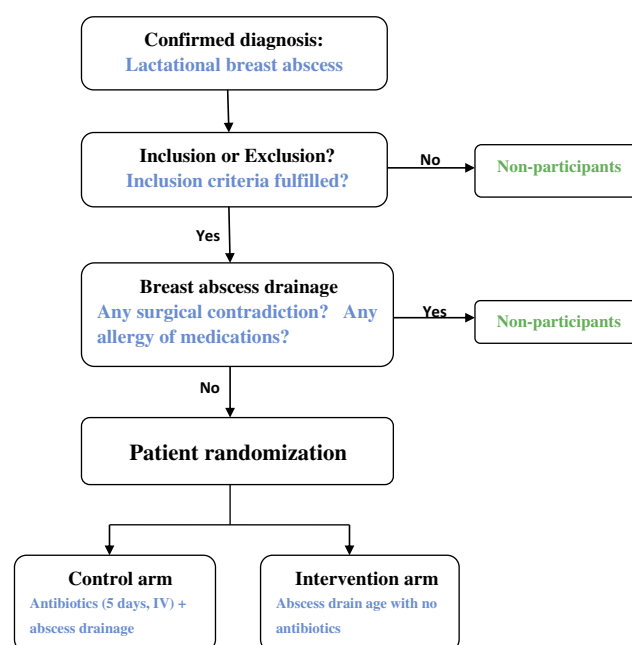 Confirmed diagnosis:
Lactational breast abscess
Inclusion or Exclusion?
Inclusion criteria fulfilled?
No
Non-participants
Yes
Breast abscess drainage
Any surgical contradiction? Any
allergy of medications?
Yes
Non-participants
No
Patient randomization
Control arm
Antibiotics (5 days, IV) +
abscess drainage
Intervention arm
Abscess drain age with no
antibiotics